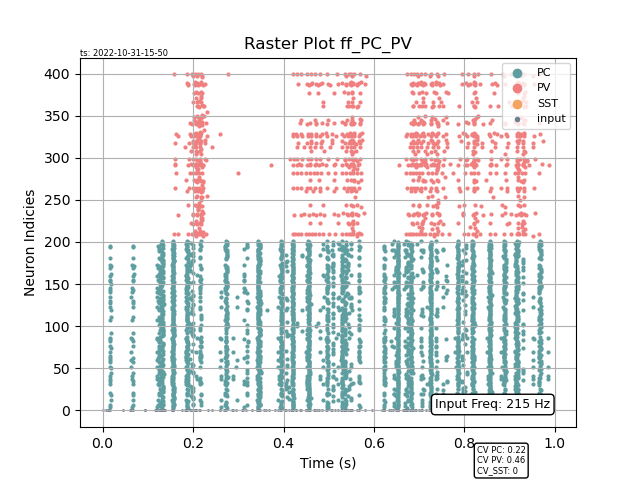 Raster Plot ff_PC_PV
ts: 2022-10-31-15-50
PC
PV
SST
input
400
350
300
250
200
150
100
50
0
Neuron Indicies
Input Freq: 215 Hz
0.0 0.2 0.4 0.6 0.8 1.0
Time (s)
CV PC: 0.22
CV PV: 0.46
CV_SST: 0